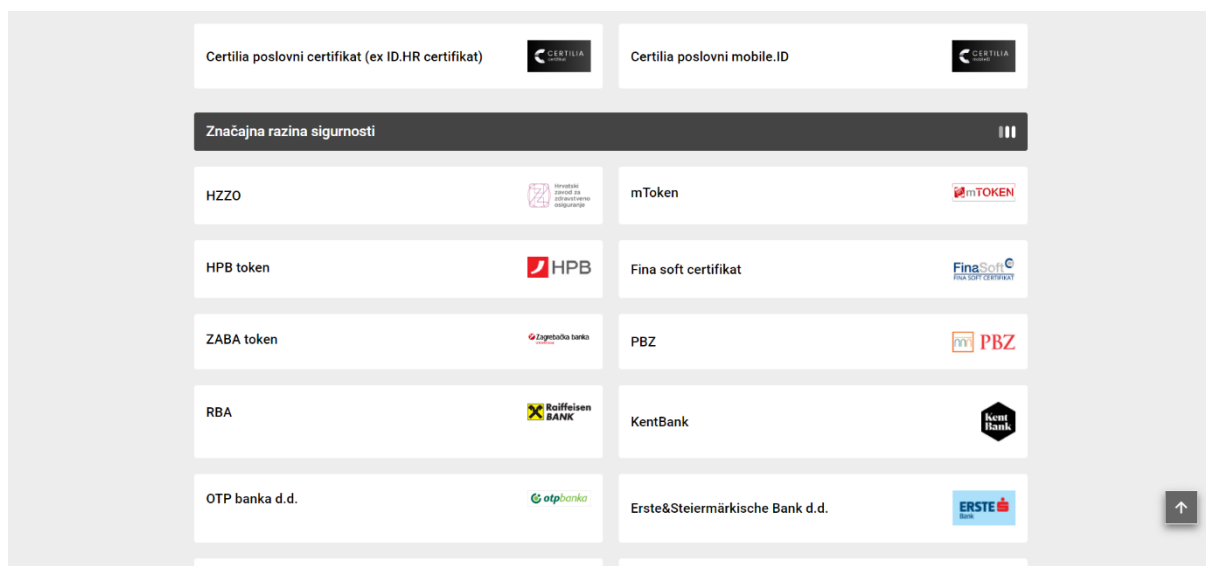 Certilia poslovni certifikat (ex ID.HR certifikat)
CERTILIA
certifikat
Certilia poslovni mobile.ID
CERTILIA
mobileID
Značajna razina sigurnosti
HZZO
Hrvatski
zavod za
zdravstveno
osiguranje
mToken
mTOKEN
HPB token
HPB
Fina soft certifikat
FinaSoft
FINA SOFT CERTIFIKAT
ZABA token
Zagrebačka banka
PBZ
PBZ
RBA
Raiffeisen
BANK
KentBank
Kent
Bank
OTP banka d.d.
otpbanka
Erste&Steiermärkische Bank d.d.
ERSTE
Bank